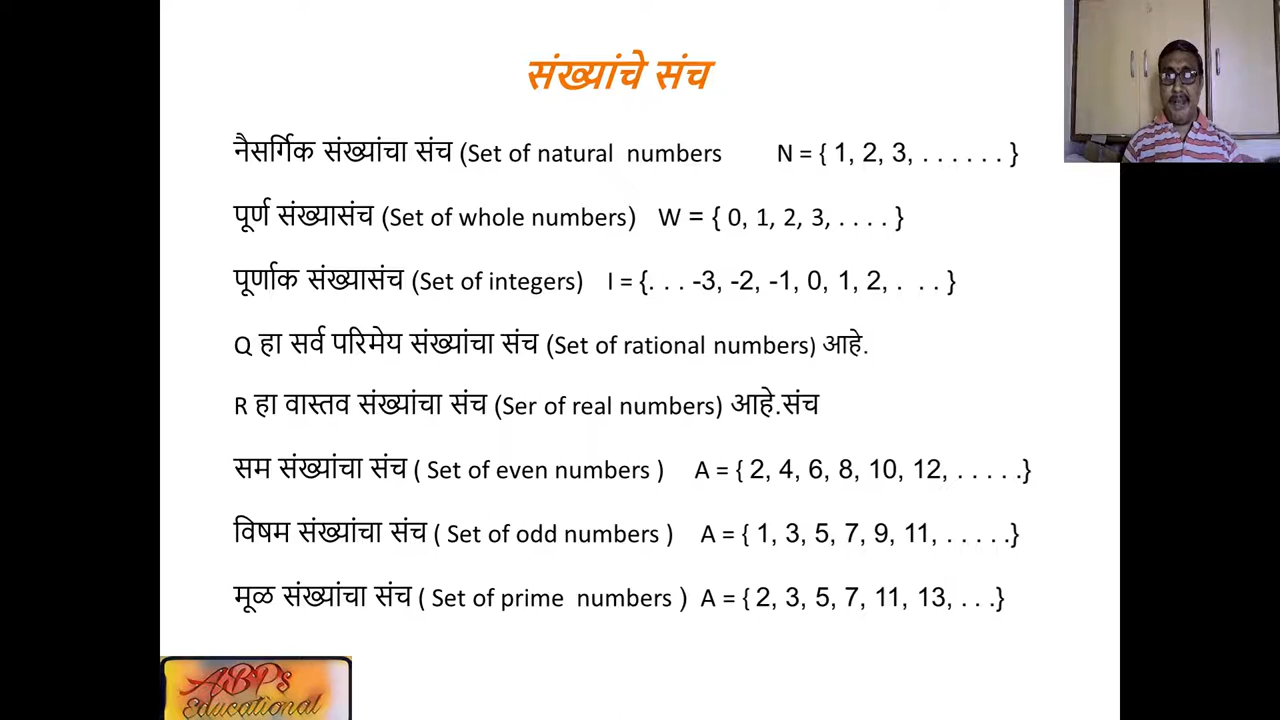 संख्यांचे संच
नैसर्गिक संख्यांचा संच (Set of natural numbers N = { 1, 2, 3, . . . . . . }
पूर्ण संख्यासंच (Set of whole numbers) W = { 0, 1, 2, 3, . . . . }
पूर्णाक संख्यासंच (Set of integers) I = {. . . -3, -2, -1, 0, 1, 2, . . . }
Q हा सर्व परिमेय संख्यांचा संच (Set of rational numbers) आहे.
R हा वास्तव संख्यांचा संच (Ser of real numbers) आहे.संच
सम संख्यांचा संच ( Set of even numbers ) A = { 2, 4, 6, 8, 10, 12, . . . . .}
विषम संख्यांचा संच ( Set of odd numbers ) A = { 1, 3, 5, 7, 9, 11, . . . . .}
मूळ संख्यांचा संच ( Set of prime numbers ) A = { 2, 3, 5, 7, 11, 13, . . .}
ABPs
Educational